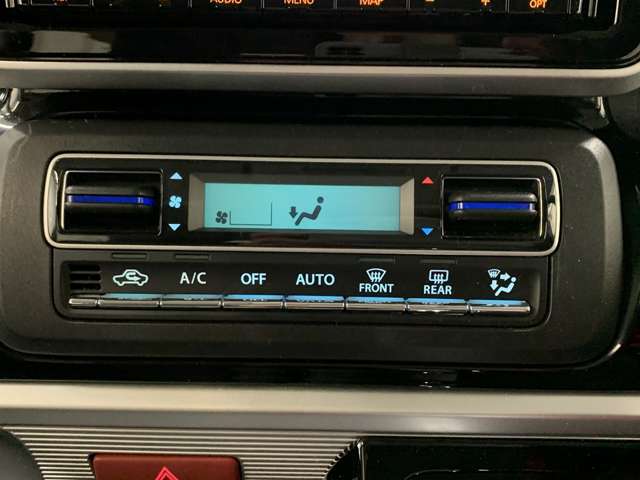 AUDIO MENU MAP - + OPT
A/C OFF AUTO FRONT REAR